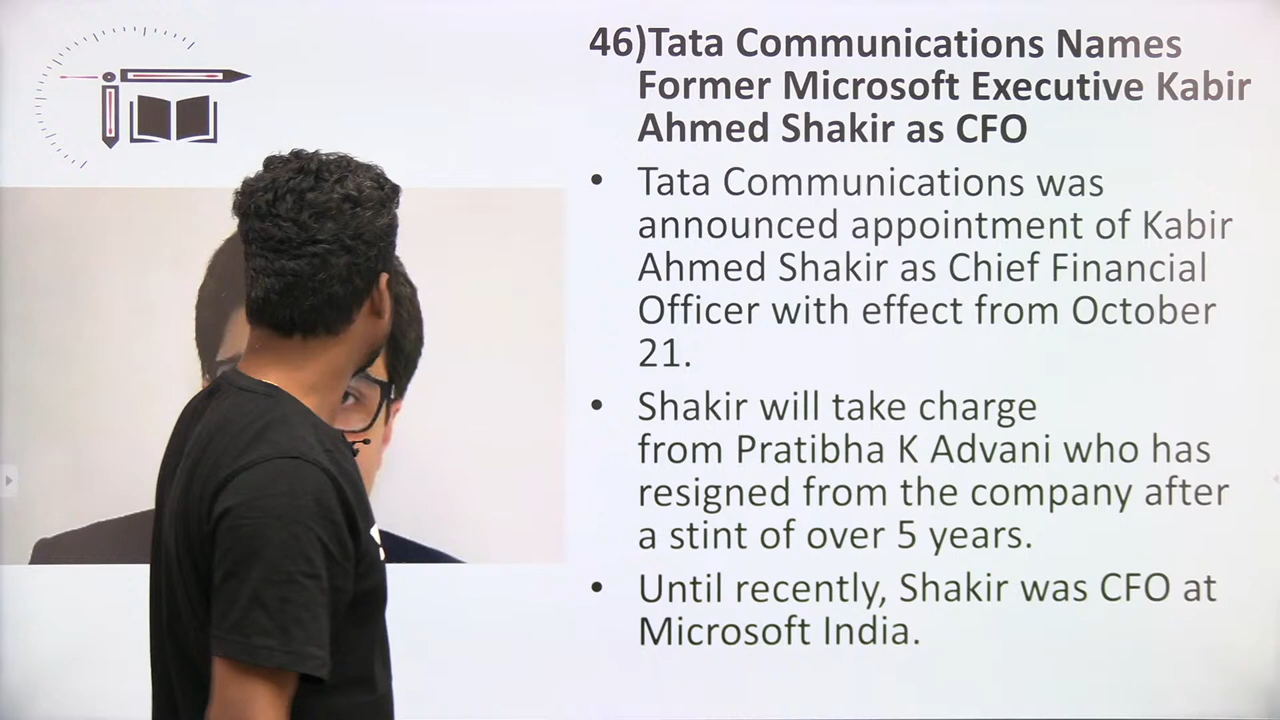 46)Tata Communications Names
Former Microsoft Executive Kabir
Ahmed Shakir as CFO
• Tata Communications was
announced appointment of Kabir
Ahmed Shakir as Chief Financial
Officer with effect from October
21.
• Shakir will take charge
from Pratibha K Advani who has
resigned from the company after
a stint of over 5 years.
• Until recently, Shakir was CFO at
Microsoft India.